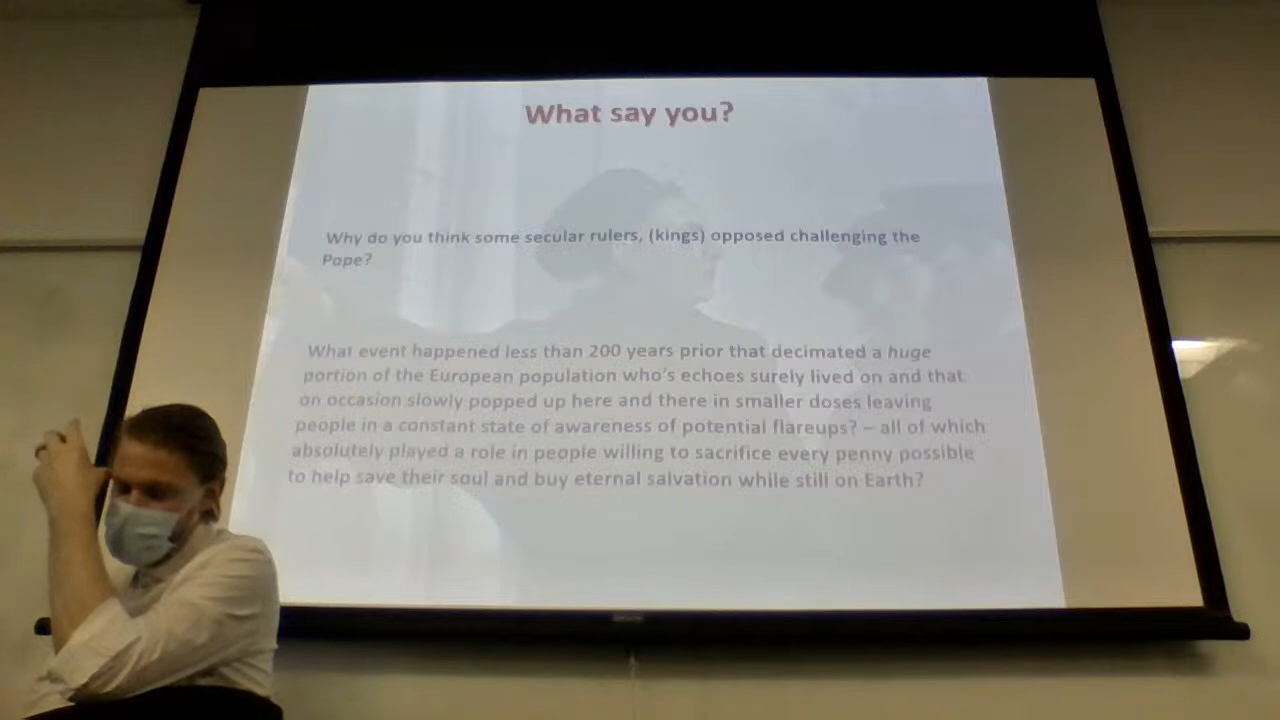 What say you?
Why do you think some secular rulers, (kings) opposed challenging the
Pope?
What event happened less than 200 years prior that decimated a huge
portion of the European population who's echoes surely lived on and that
on occasion slowly popped up here and there in smaller doses leaving
people in a constant state of awareness of potential flareups? – all of which
absolutely played a role in people willing to sacrifice every penny possible
to help save their soul and buy eternal salvation while still on Earth?